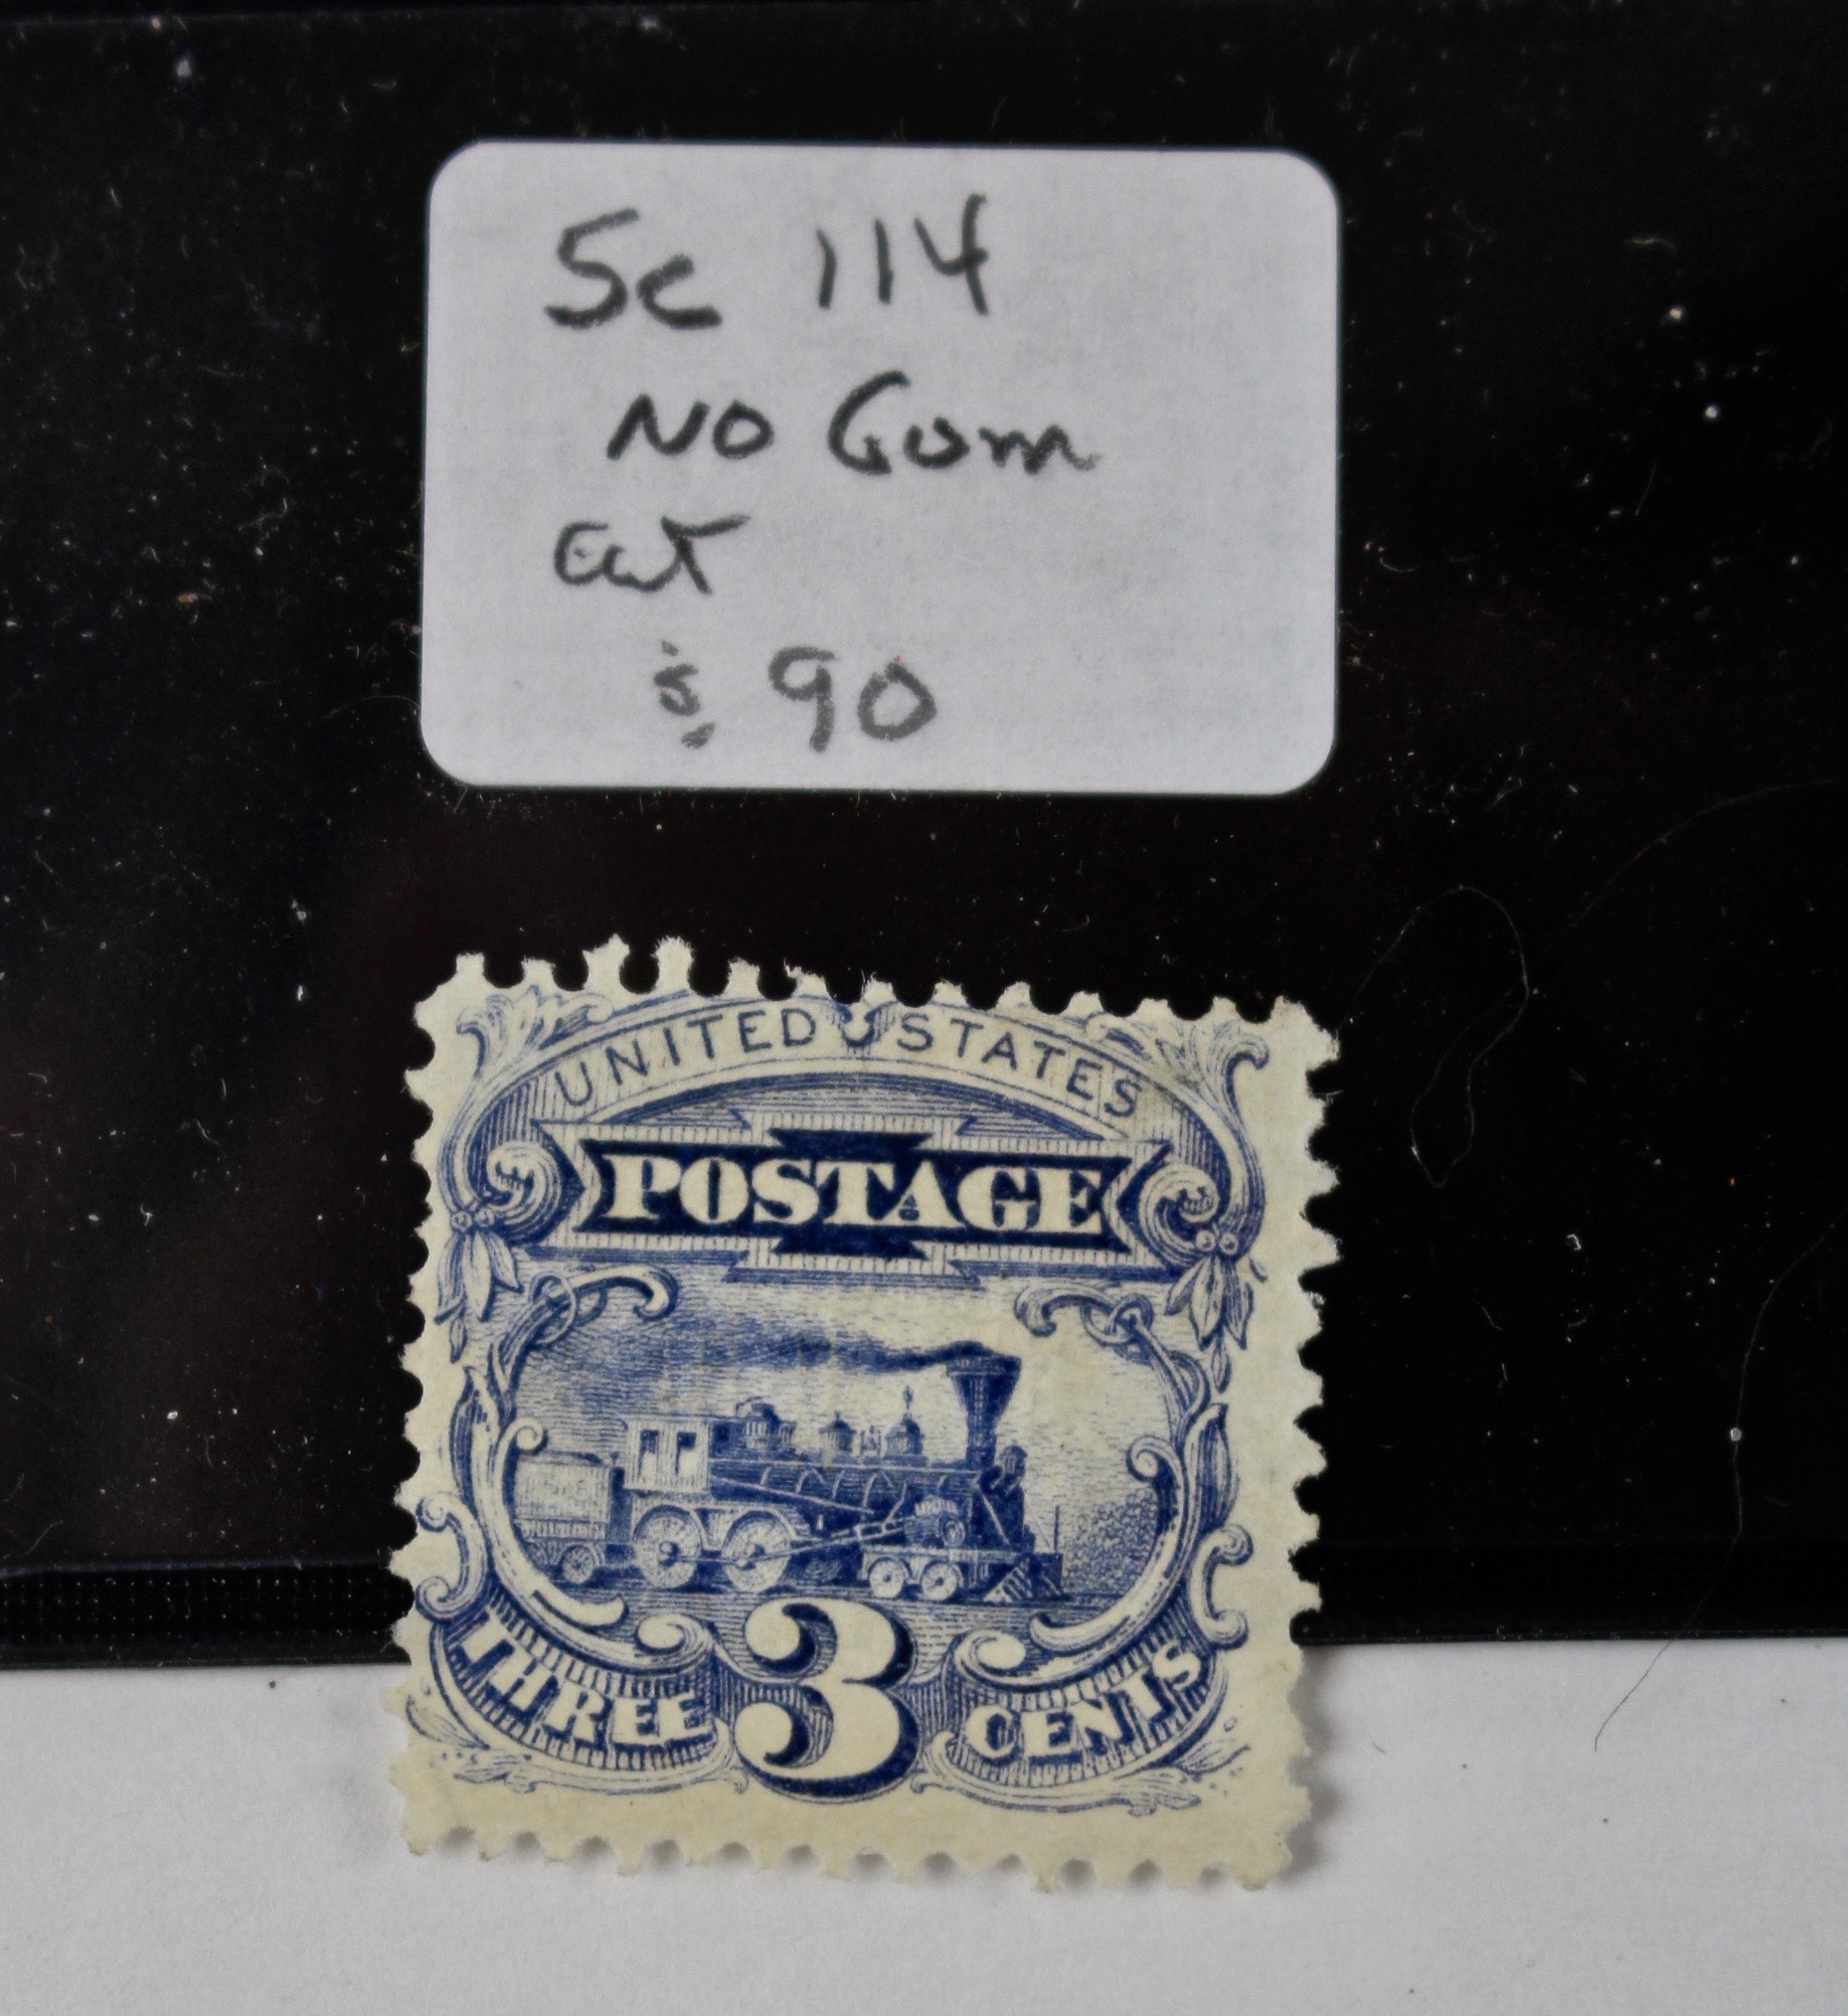 Sc 114
NO Gum
Cat
$ 90
UNITED STATES
POSTAGE
3
THREE CENTS